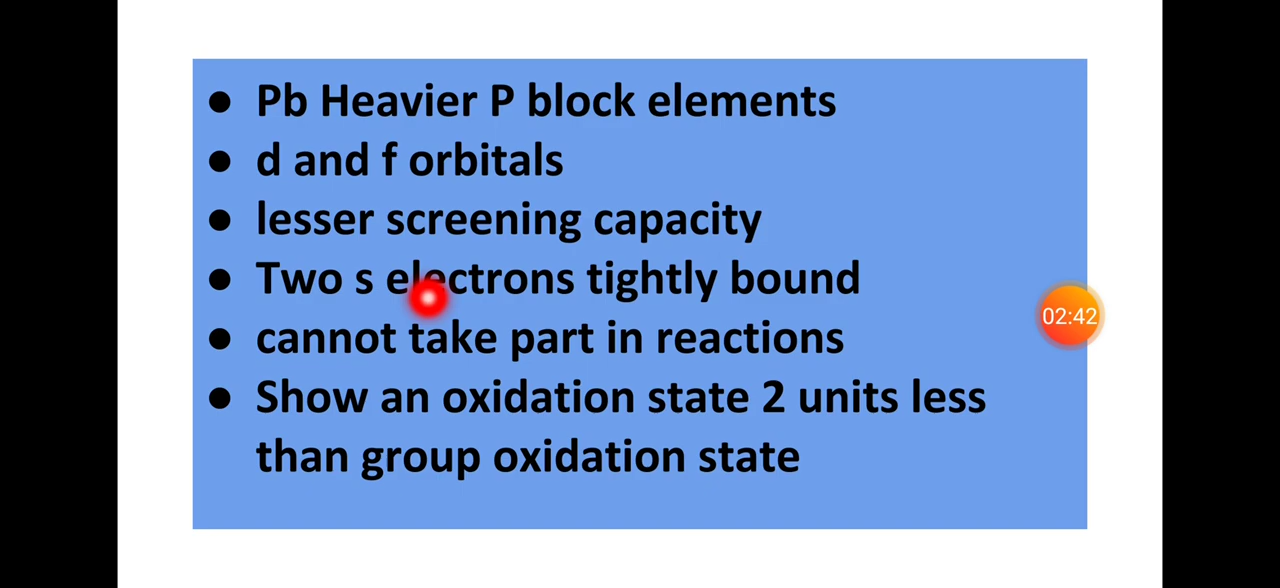 ● Pb Heavier P block elements
● d and f orbitals
● lesser screening capacity
● Two s electrons tightly bound
● cannot take part in reactions
● Show an oxidation state 2 units less
than group oxidation state
02:42